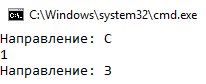 C:\Windows\system32\cmd.exe
Направление: С
1
Направление: З